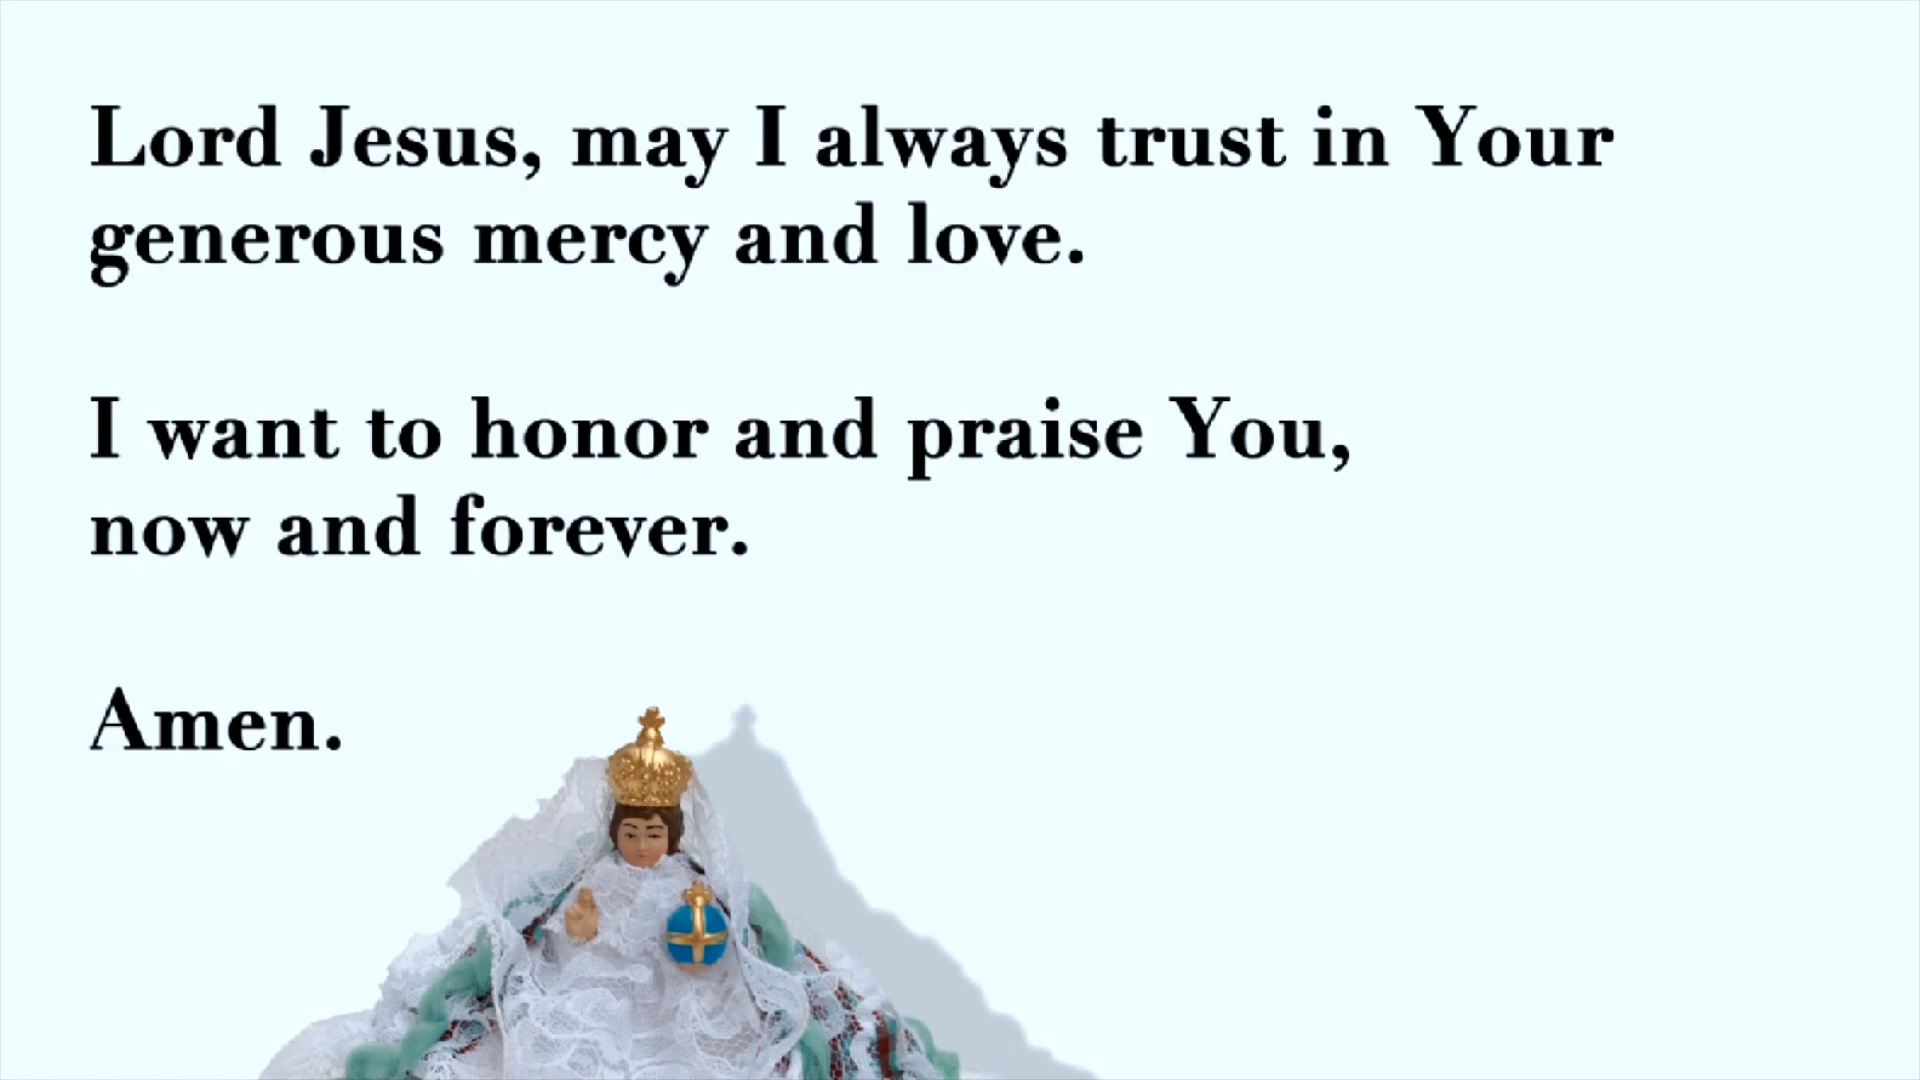 Lord Jesus, may I always trust in Your
generous mercy and love.
I want to honor and praise You,
now and forever.
Amen.